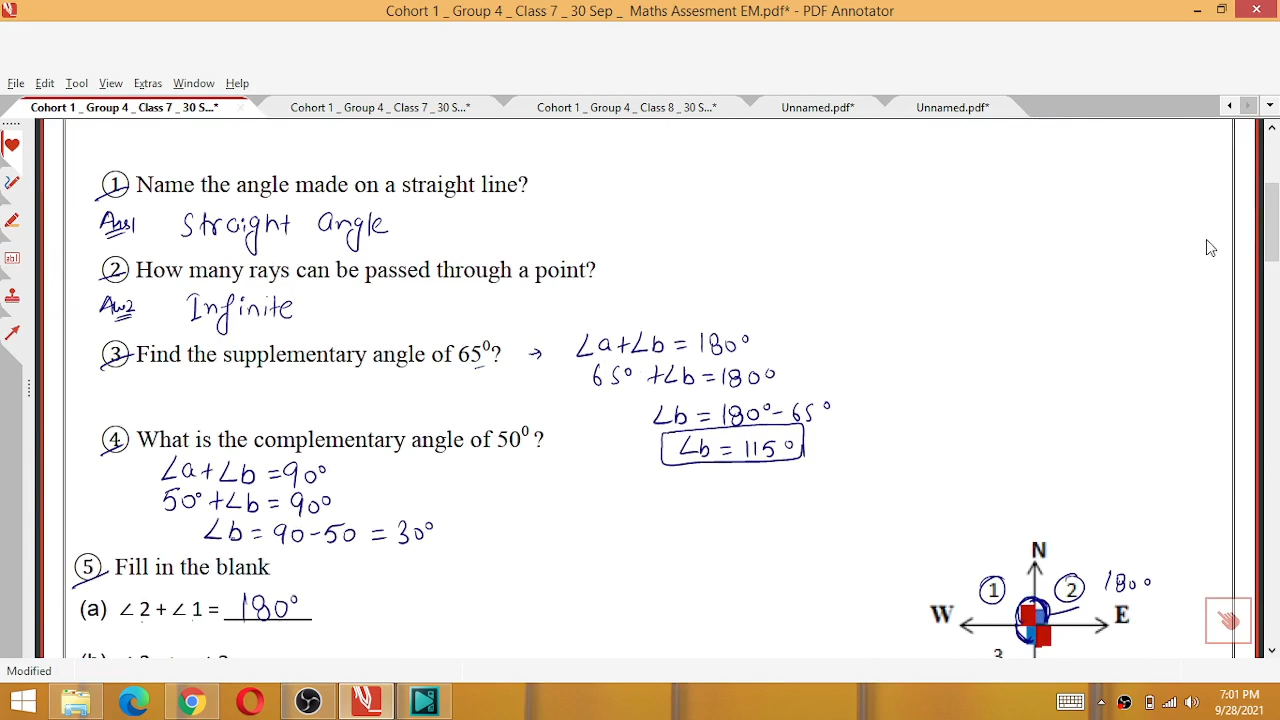 Cohort 1 _ Group 4 _ Class 7 _ 30 Sep _ Maths Assesment EM.pdf* - PDF Annotator
File Edit Tool View Extras Window Help
Cohort 1 _ Group 4 _ Class 7 _ 30 S...* Cohort 1 _ Group 4 _ Class 7 _ 30 S...* Cohort 1 _ Group 4 _ Class 8 _ 30 S...* Unnamed.pdf* Unnamed.pdf*
1 Name the angle made on a straight line?
Ans1 Straight angle
2 How many rays can be passed through a point?
Ans2 Infinite
3 Find the supplementary angle of 65⁰? → ∠a+∠b = 180°
65° +∠b = 180°
∠b = 180° - 65°
∠b = 115°
4 What is the complementary angle of 50⁰ ?
∠a+∠b = 90°
50° +∠b = 90°
∠b = 90-50 = 30°
5 Fill in the blank
(a) ∠ 2 + ∠ 1 = 180°
N
1 2 180°
W E
3
Modified
7:01 PM
9/28/2021